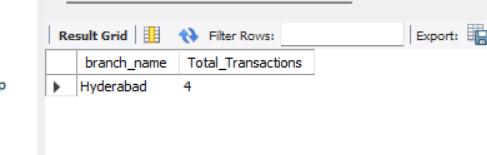 Result Grid Filter Rows: Export:
branch_name Total_Transactions
Hyderabad 4